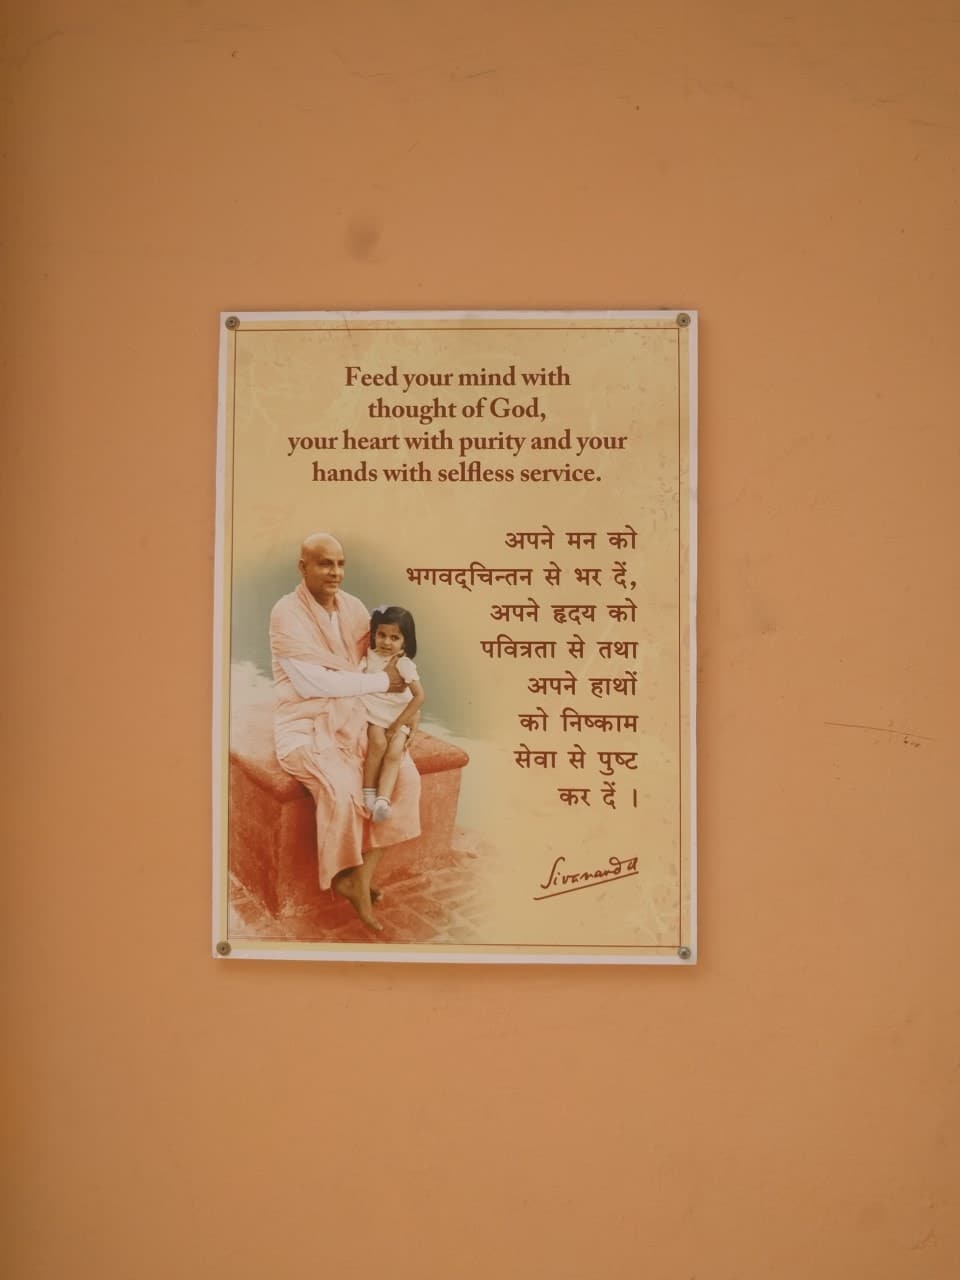 Feed your mind with
thought of God,
your heart with purity and your
hands with selfless service.
अपने मन को
भगवद्‌चिन्तन से भर दें,
अपने हृदय को
पवित्रता से तथा
अपने हाथों
को निष्काम
सेवा से पुष्ट
कर दें ।
Sivananda